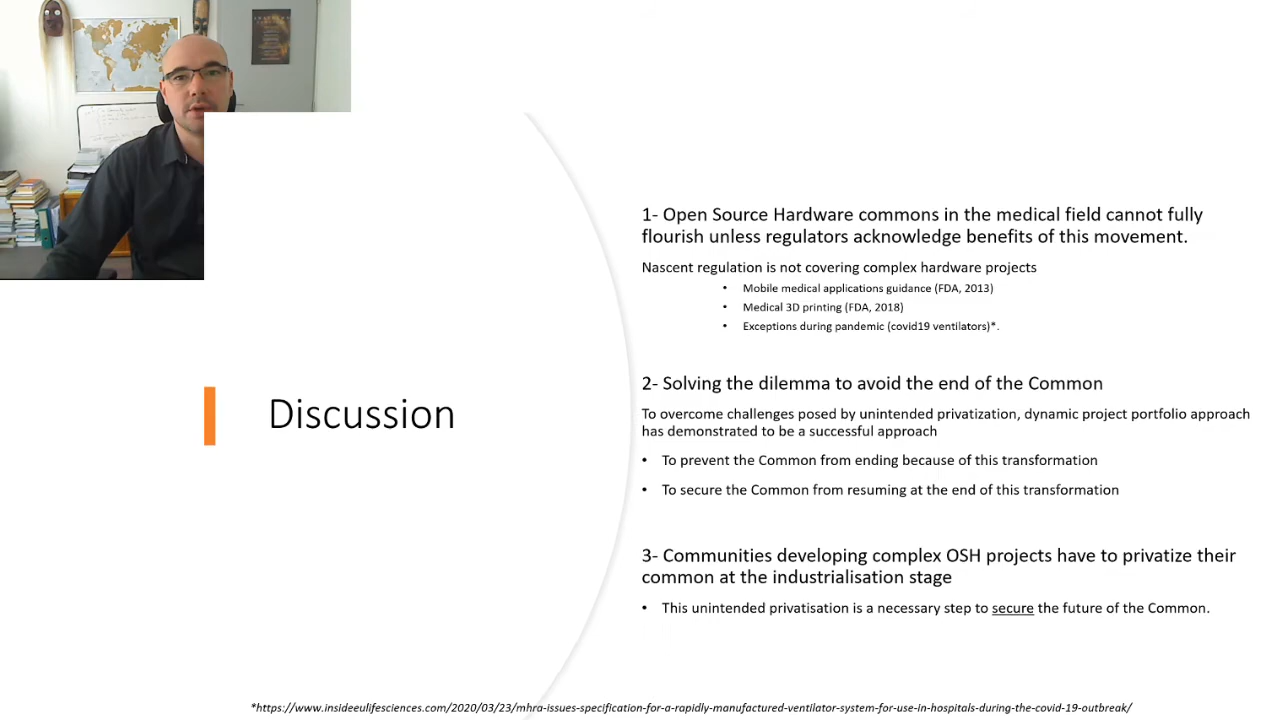 Discussion
1- Open Source Hardware commons in the medical field cannot fully
flourish unless regulators acknowledge benefits of this movement.
Nascent regulation is not covering complex hardware projects
• Mobile medical applications guidance (FDA, 2013)
• Medical 3D printing (FDA, 2018)
• Exceptions during pandemic (covid19 ventilators)*.
2- Solving the dilemma to avoid the end of the Common
To overcome challenges posed by unintended privatization, dynamic project portfolio approach
has demonstrated to be a successful approach
• To prevent the Common from ending because of this transformation
• To secure the Common from resuming at the end of this transformation
3- Communities developing complex OSH projects have to privatize their
common at the industrialisation stage
• This unintended privatisation is a necessary step to secure the future of the Common.
*https://www.insideeulifesciences.com/2020/03/23/mhra-issues-specification-for-a-rapidly-manufactured-ventilator-system-for-use-in-hospitals-during-the-covid-19-outbreak/